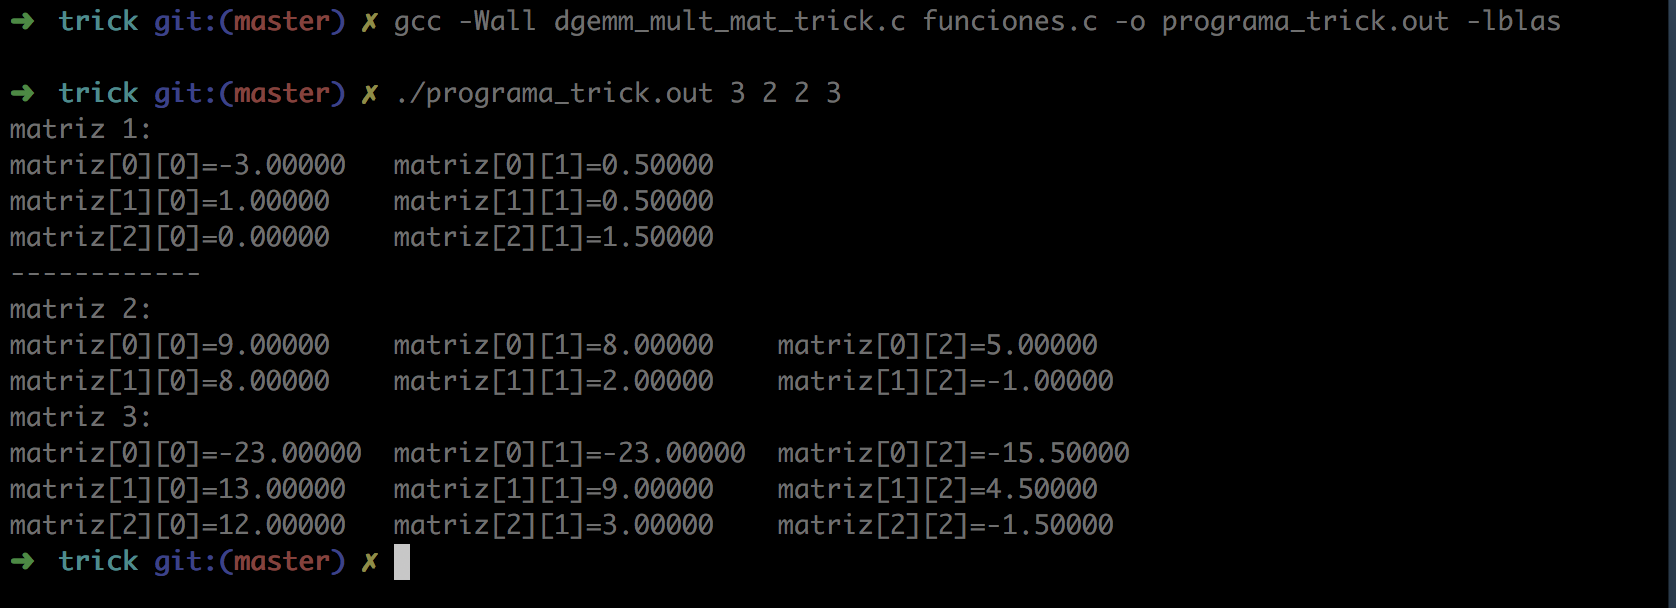 ➜ trick git:(master) ✗ gcc -Wall dgemm_mult_mat_trick.c funciones.c -o programa_trick.out -lblas
➜ trick git:(master) ✗ ./programa_trick.out 3 2 2 3
matriz 1:
matriz[0][0]=-3.00000 matriz[0][1]=0.50000
matriz[1][0]=1.00000 matriz[1][1]=0.50000
matriz[2][0]=0.00000 matriz[2][1]=1.50000
------------
matriz 2:
matriz[0][0]=9.00000 matriz[0][1]=8.00000 matriz[0][2]=5.00000
matriz[1][0]=8.00000 matriz[1][1]=2.00000 matriz[1][2]=-1.00000
matriz 3:
matriz[0][0]=-23.00000 matriz[0][1]=-23.00000 matriz[0][2]=-15.50000
matriz[1][0]=13.00000 matriz[1][1]=9.00000 matriz[1][2]=4.50000
matriz[2][0]=12.00000 matriz[2][1]=3.00000 matriz[2][2]=-1.50000
➜ trick git:(master) ✗